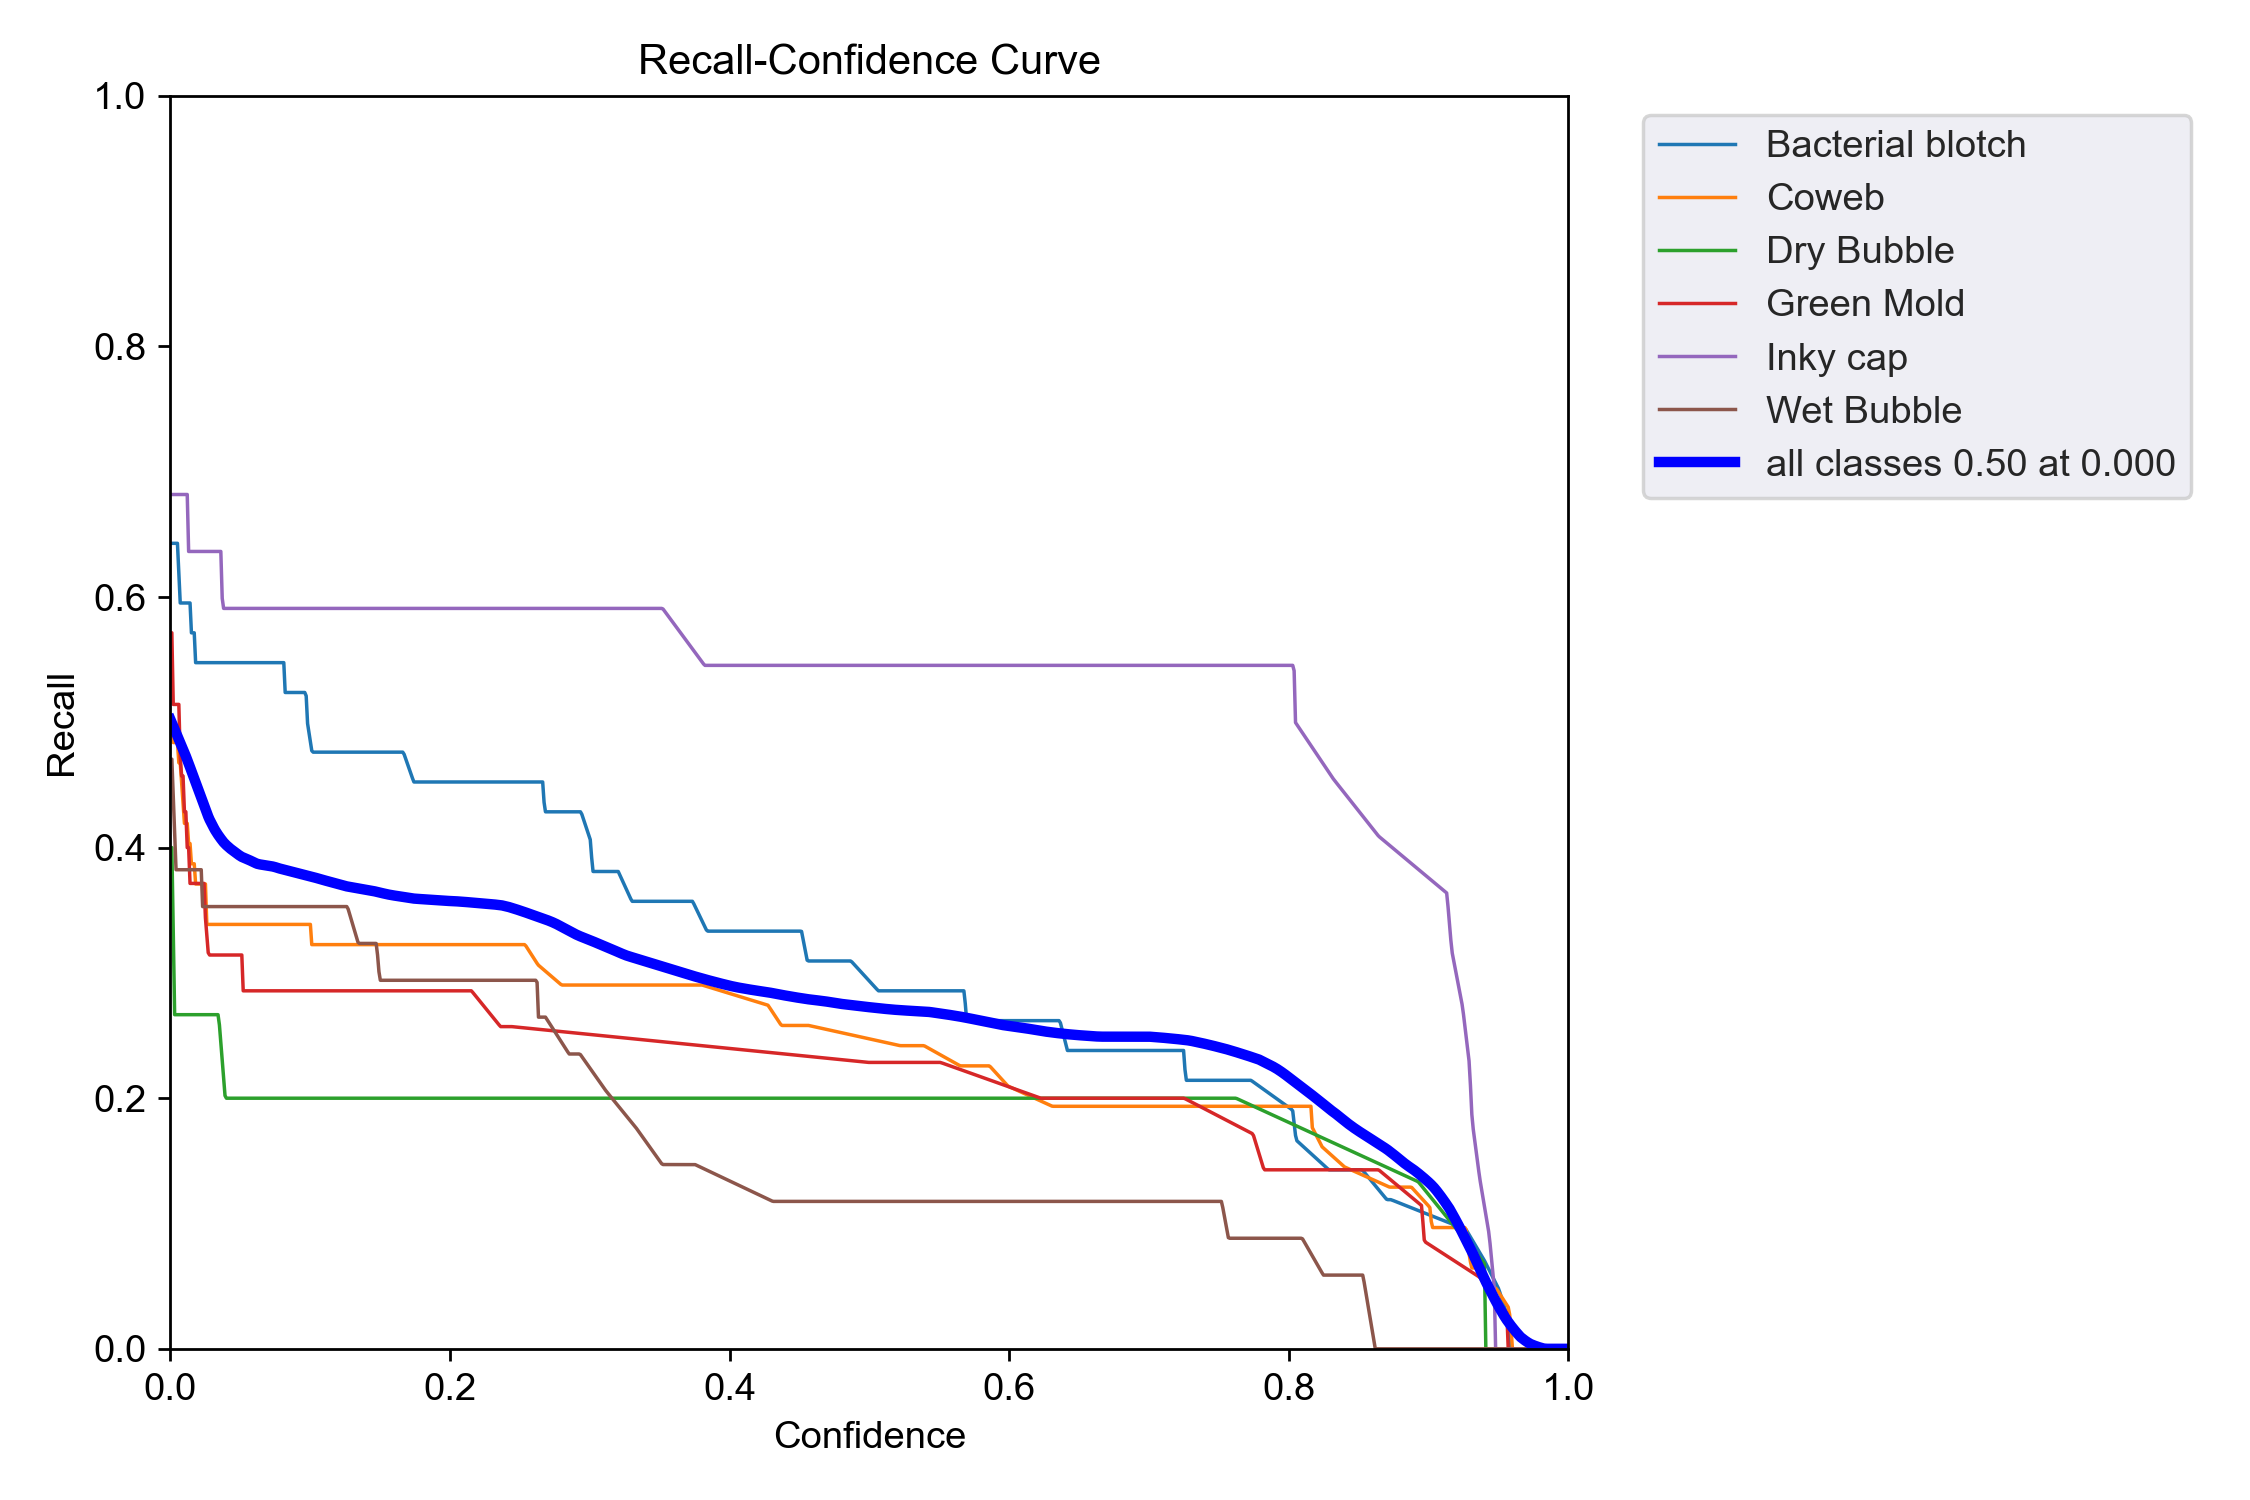 Recall-Confidence Curve
1.0
0.8
0.6
0.4
0.2
0.0
Recall
0.0 0.2 0.4 0.6 0.8 1.0
Confidence
Bacterial blotch
Coweb
Dry Bubble
Green Mold
Inky cap
Wet Bubble
all classes 0.50 at 0.000